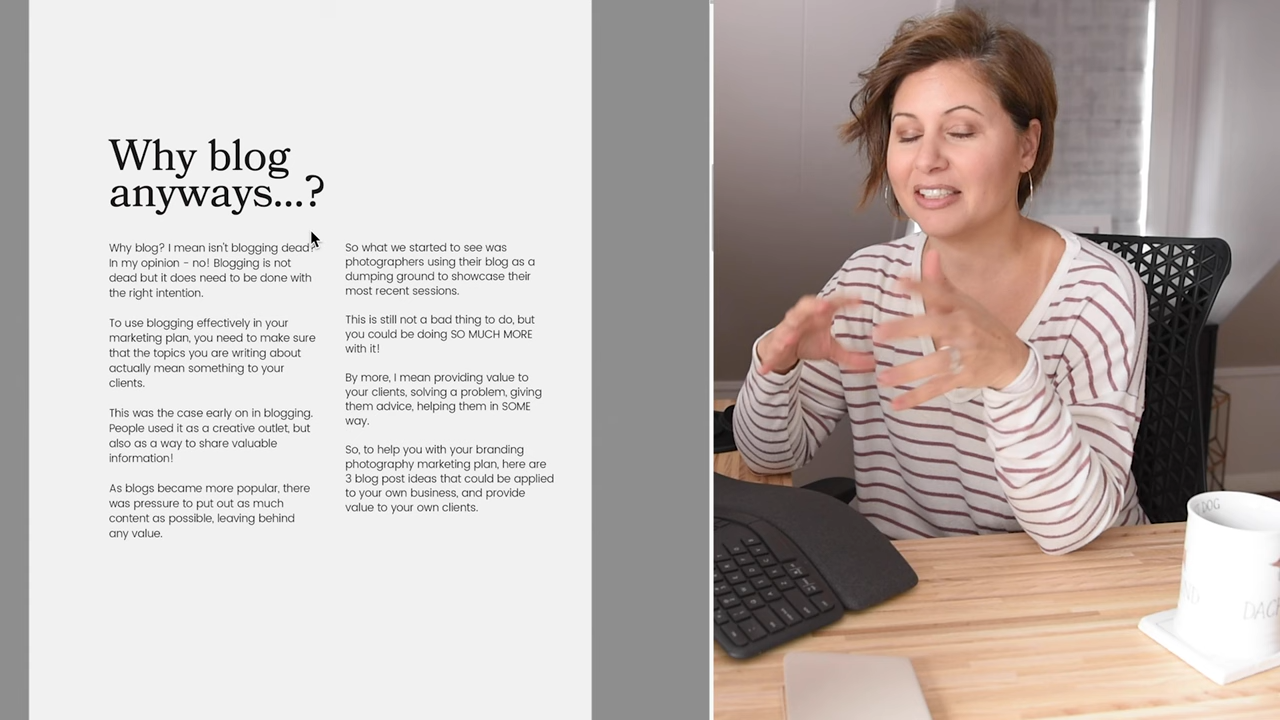 Why blog
anyways...?
Why blog? I mean isn't blogging dead?
In my opinion - no! Blogging is not
dead but it does need to be done with
the right intention.
To use blogging effectively in your
marketing plan, you need to make sure
that the topics you are writing about
actually mean something to your
clients.
This was the case early on in blogging.
People used it as a creative outlet, but
also as a way to share valuable
information!
As blogs became more popular, there
was pressure to put out as much
content as possible, leaving behind
any value.
So what we started to see was
photographers using their blog as a
dumping ground to showcase their
most recent sessions.
This is still not a bad thing to do, but
you could be doing SO MUCH MORE
with it!
By more, I mean providing value to
your clients, solving a problem, giving
them advice, helping them in SOME
way.
So, to help you with your branding
photography marketing plan, here are
3 blog post ideas that could be applied
to your own business, and provide
value to your own clients.
DOG